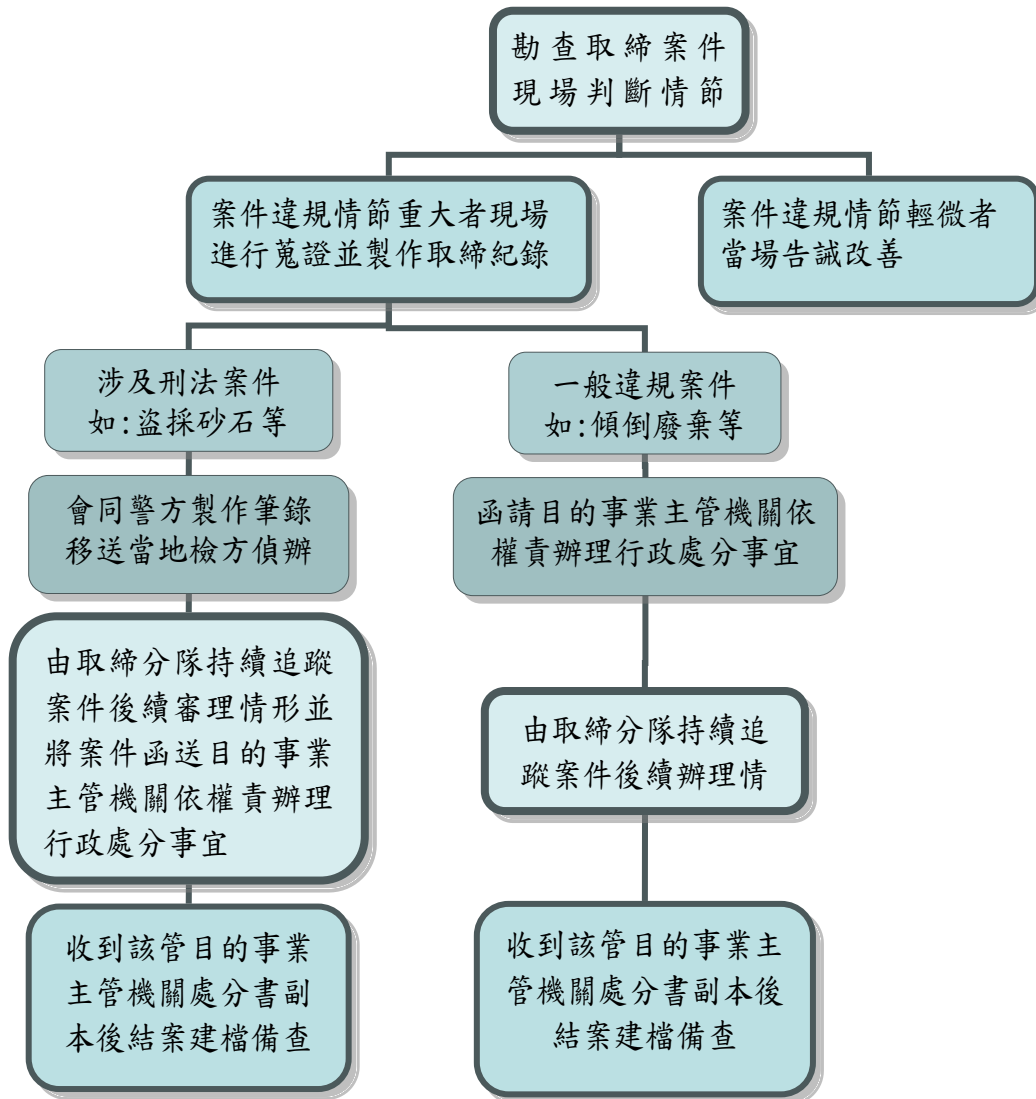 勘查取締案件
現場判斷情節
案件違規情節重大者現場
進行蒐證並製作取締紀錄
案件違規情節輕微者
當場告誡改善
涉及刑法案件
如:盜採砂石等
一般違規案件
如:傾倒廢棄等
會同警方製作筆錄
移送當地檢方偵辦
函請目的事業主管機關依
權責辦理行政處分事宜
由取締分隊持續追蹤
案件後續審理情形並
將案件函送目的事業
主管機關依權責辦理
行政處分事宜
由取締分隊持續追
蹤案件後續辦理情
收到該管目的事業
主管機關處分書副
本後結案建檔備查
收到該管目的事業主
管機關處分書副本後
結案建檔備查